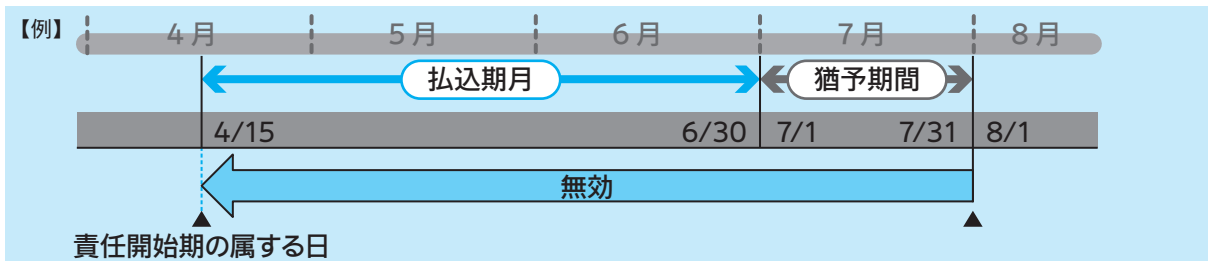 【例】
4月 5月 6月 7月 8月
払込期月 猶予期間
4/15 6/30 7/1 7/31 8/1
無効
責任開始期の属する日